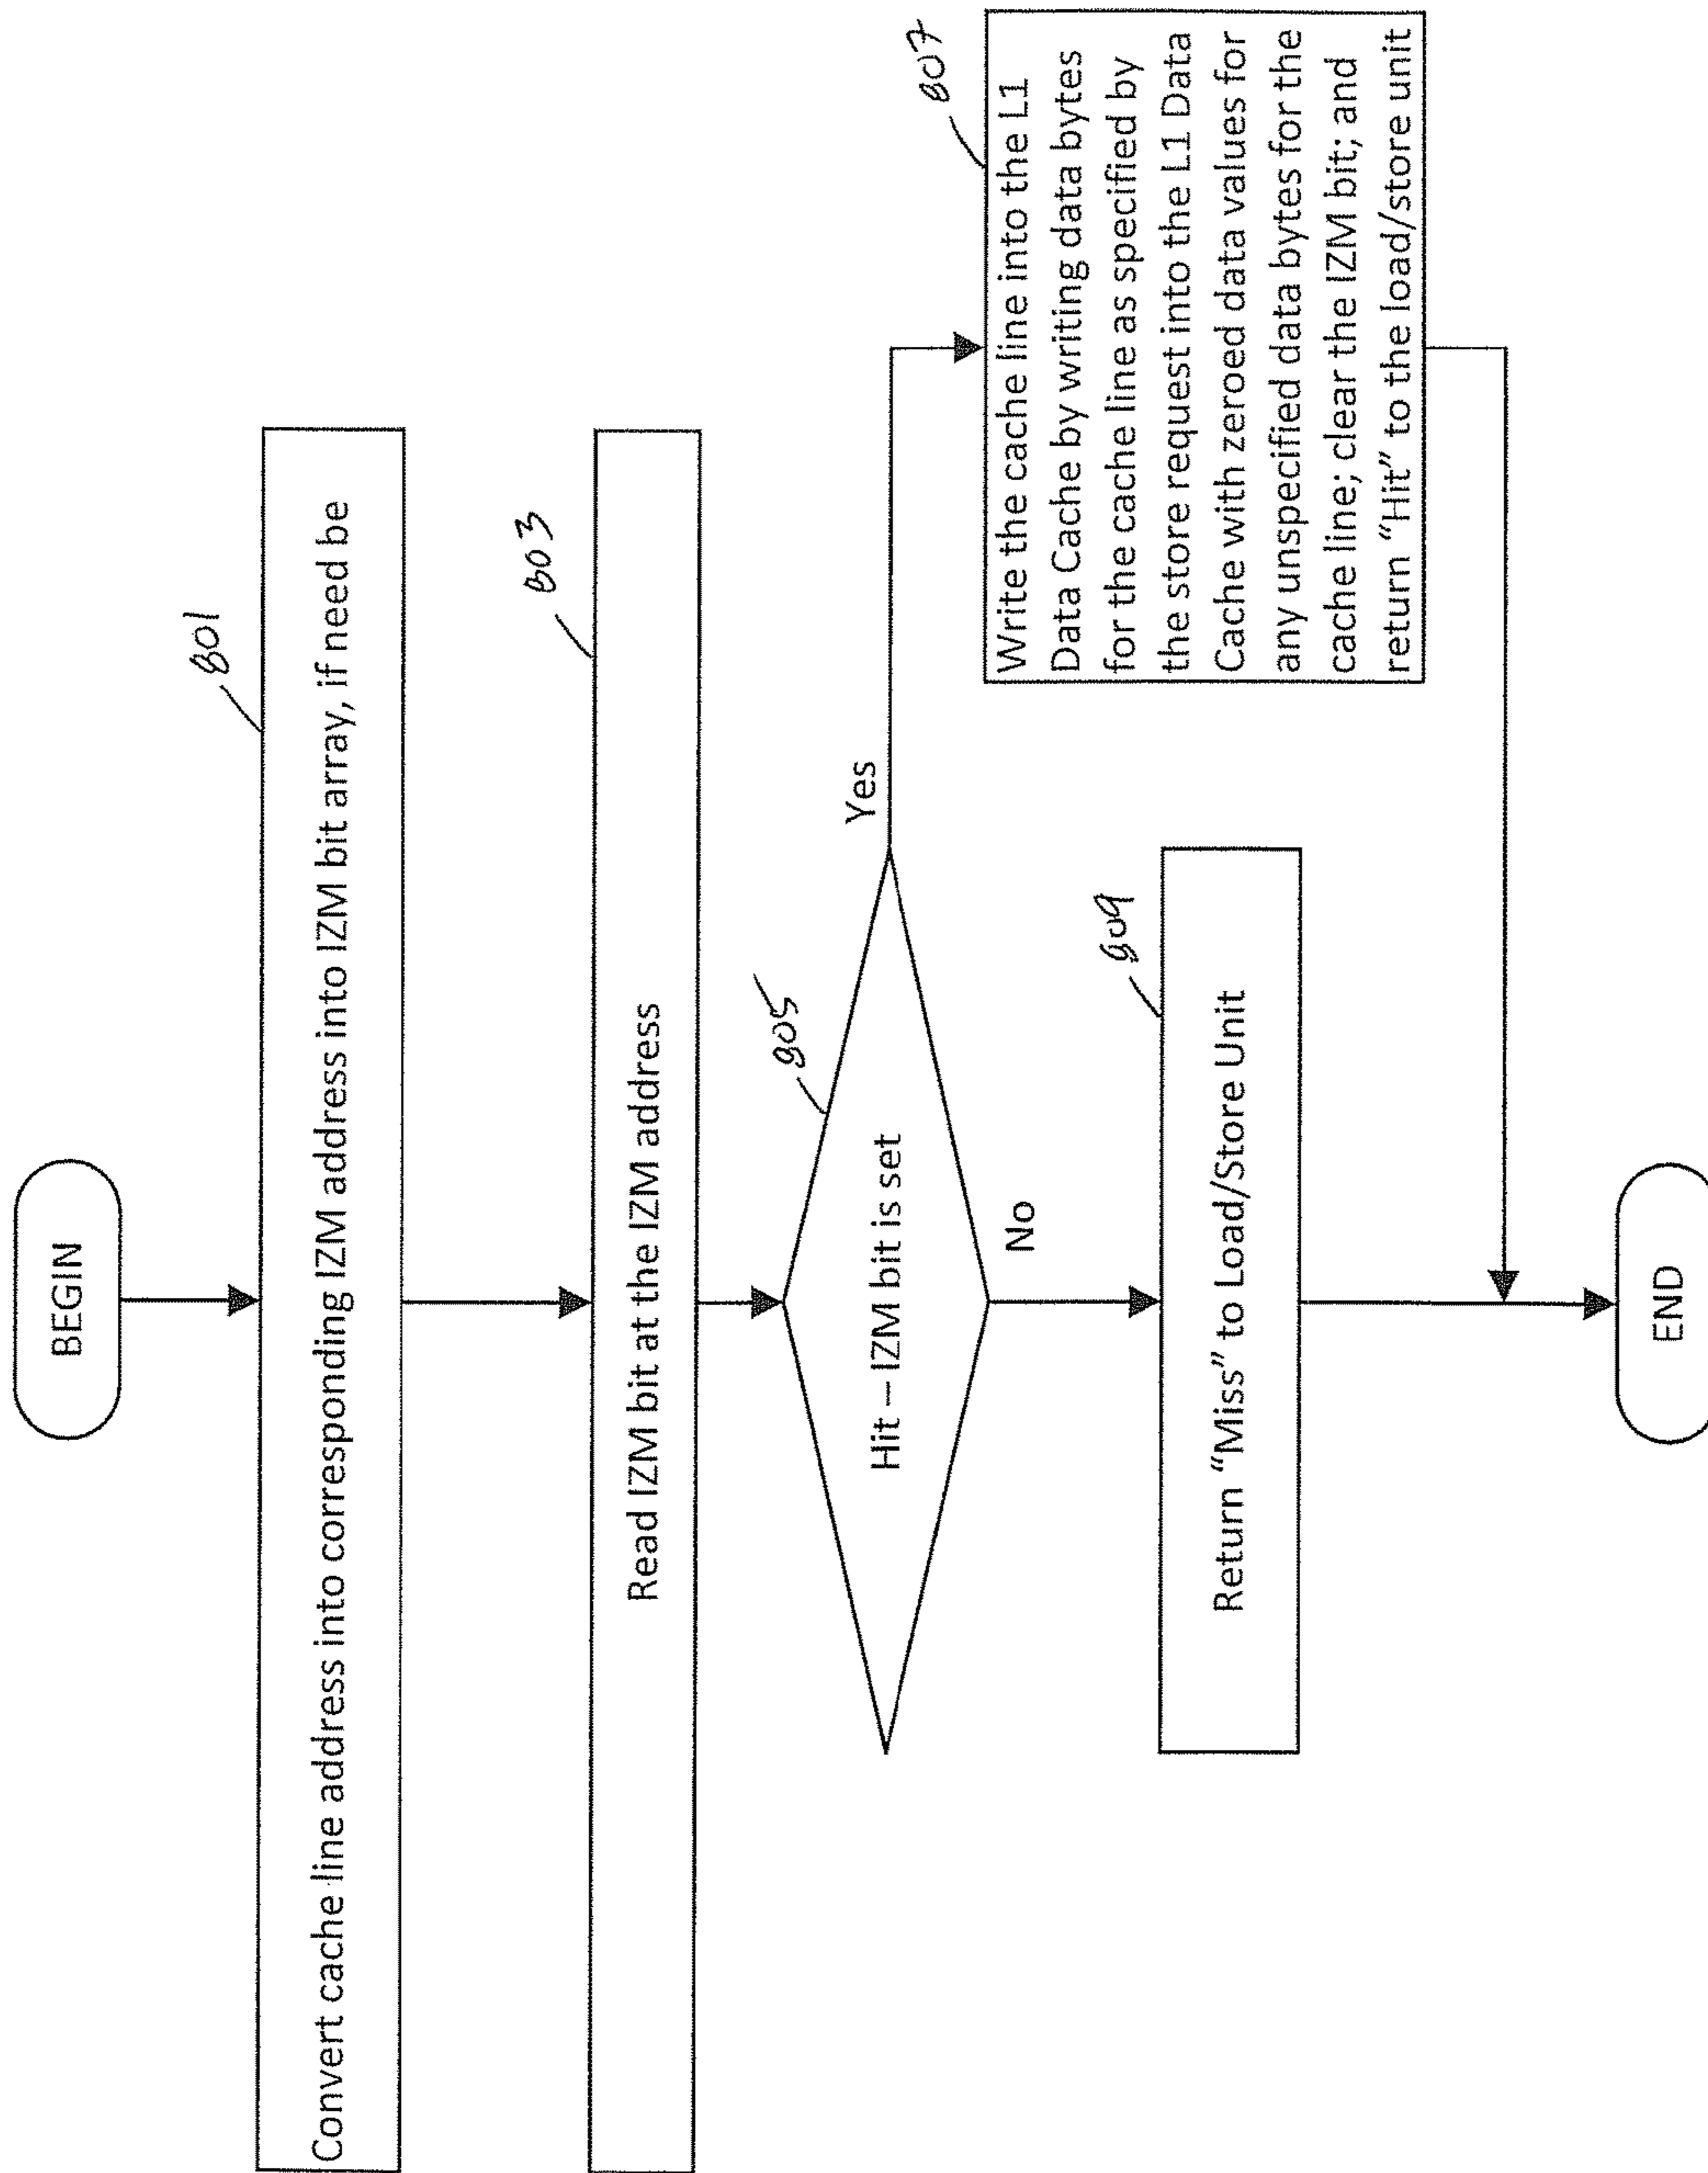 BEGIN
801
Convert cache line address into corresponding IZM address into IZM bit array, if need be
803
Read IZM bit at the IZM address
805
Hit – IZM bit is set
Yes
No
807
Write the cache line into the L1
Data Cache by writing data bytes
for the cache line as specified by
the store request into the L1 Data
Cache with zeroed data values for
any unspecified data bytes for the
cache line; clear the IZM bit; and
return “Hit” to the load/store unit
809
Return “Miss” to Load/Store Unit
END